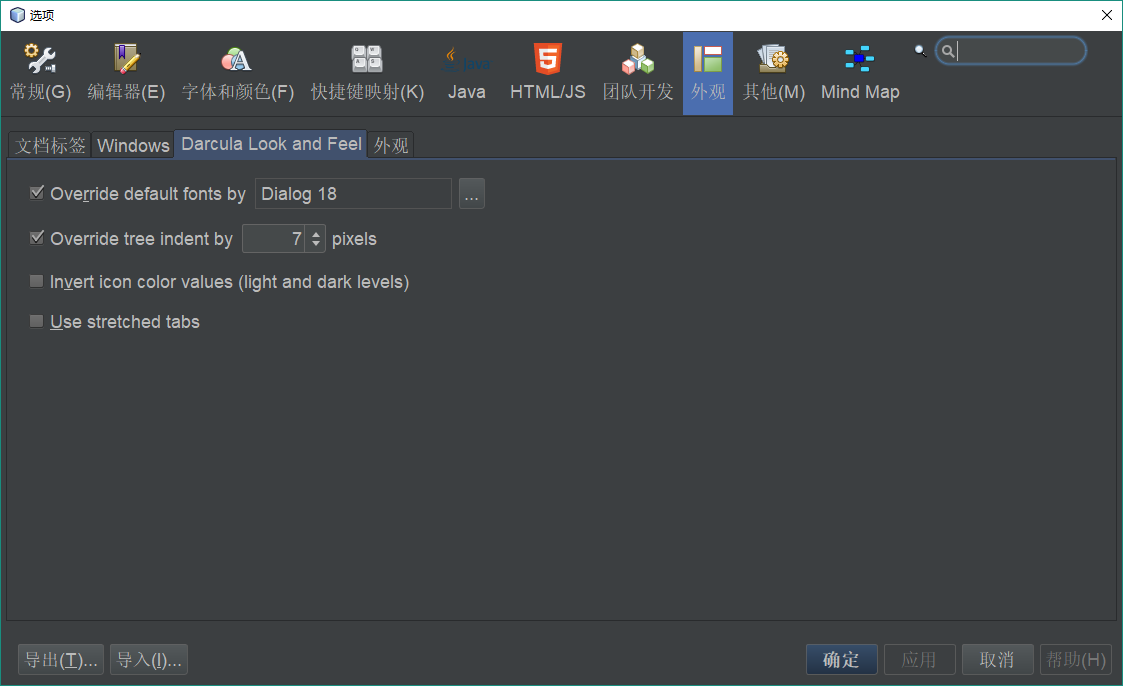 选项
常规(G) 编辑器(E) 字体和颜色(F) 快捷键映射(K) Java HTML/JS 团队开发 外观 其他(M) Mind Map
文档标签 Windows Darcula Look and Feel 外观
Override default fonts by Dialog 18 ...
Override tree indent by 7 pixels
Invert icon color values (light and dark levels)
Use stretched tabs
导出(T)... 导入(I)... 确定 应用 取消 帮助(H)